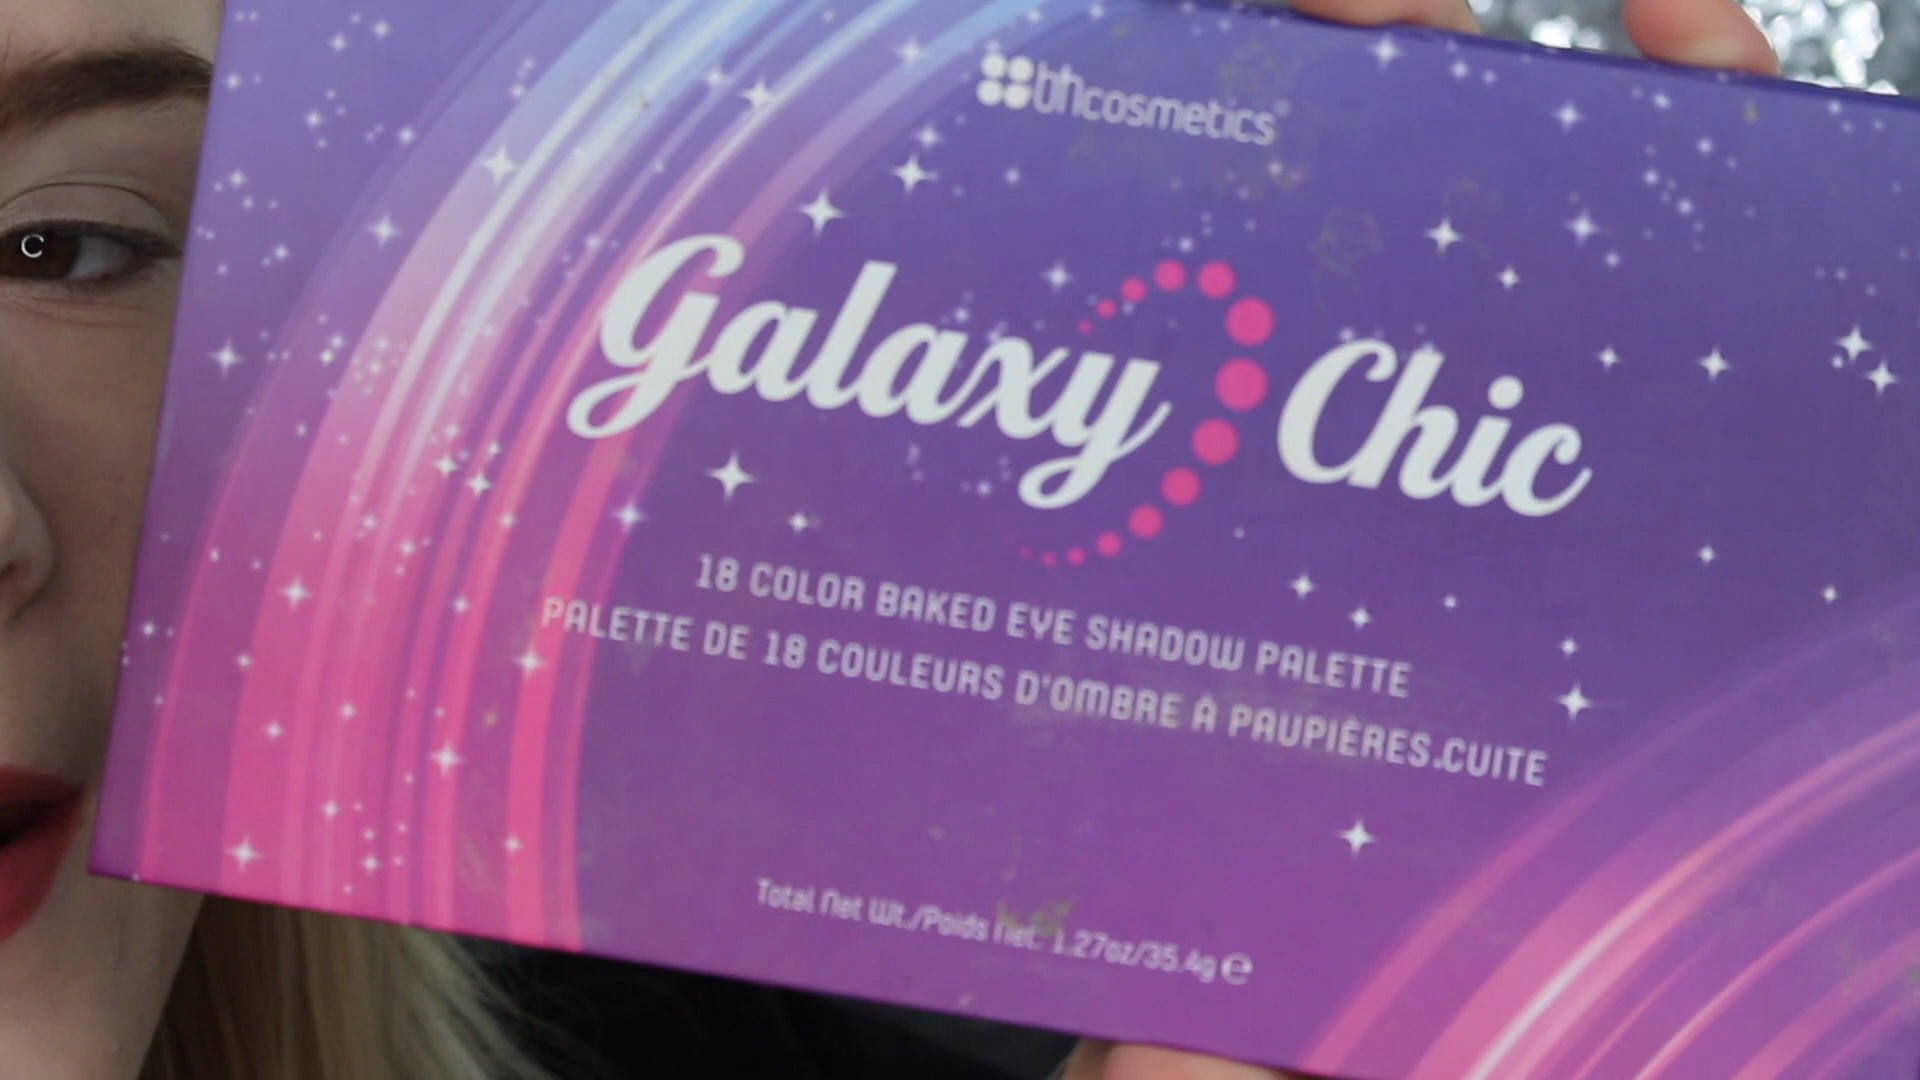 bhcosmetics®
Galaxy Chic
18 COLOR BAKED EYE SHADOW PALETTE
PALETTE DE 18 COULEURS D'OMBRE À PAUPIÈRES.CUITE
Total Net Wt./Poids net. 1.27oz/35.4g ℮